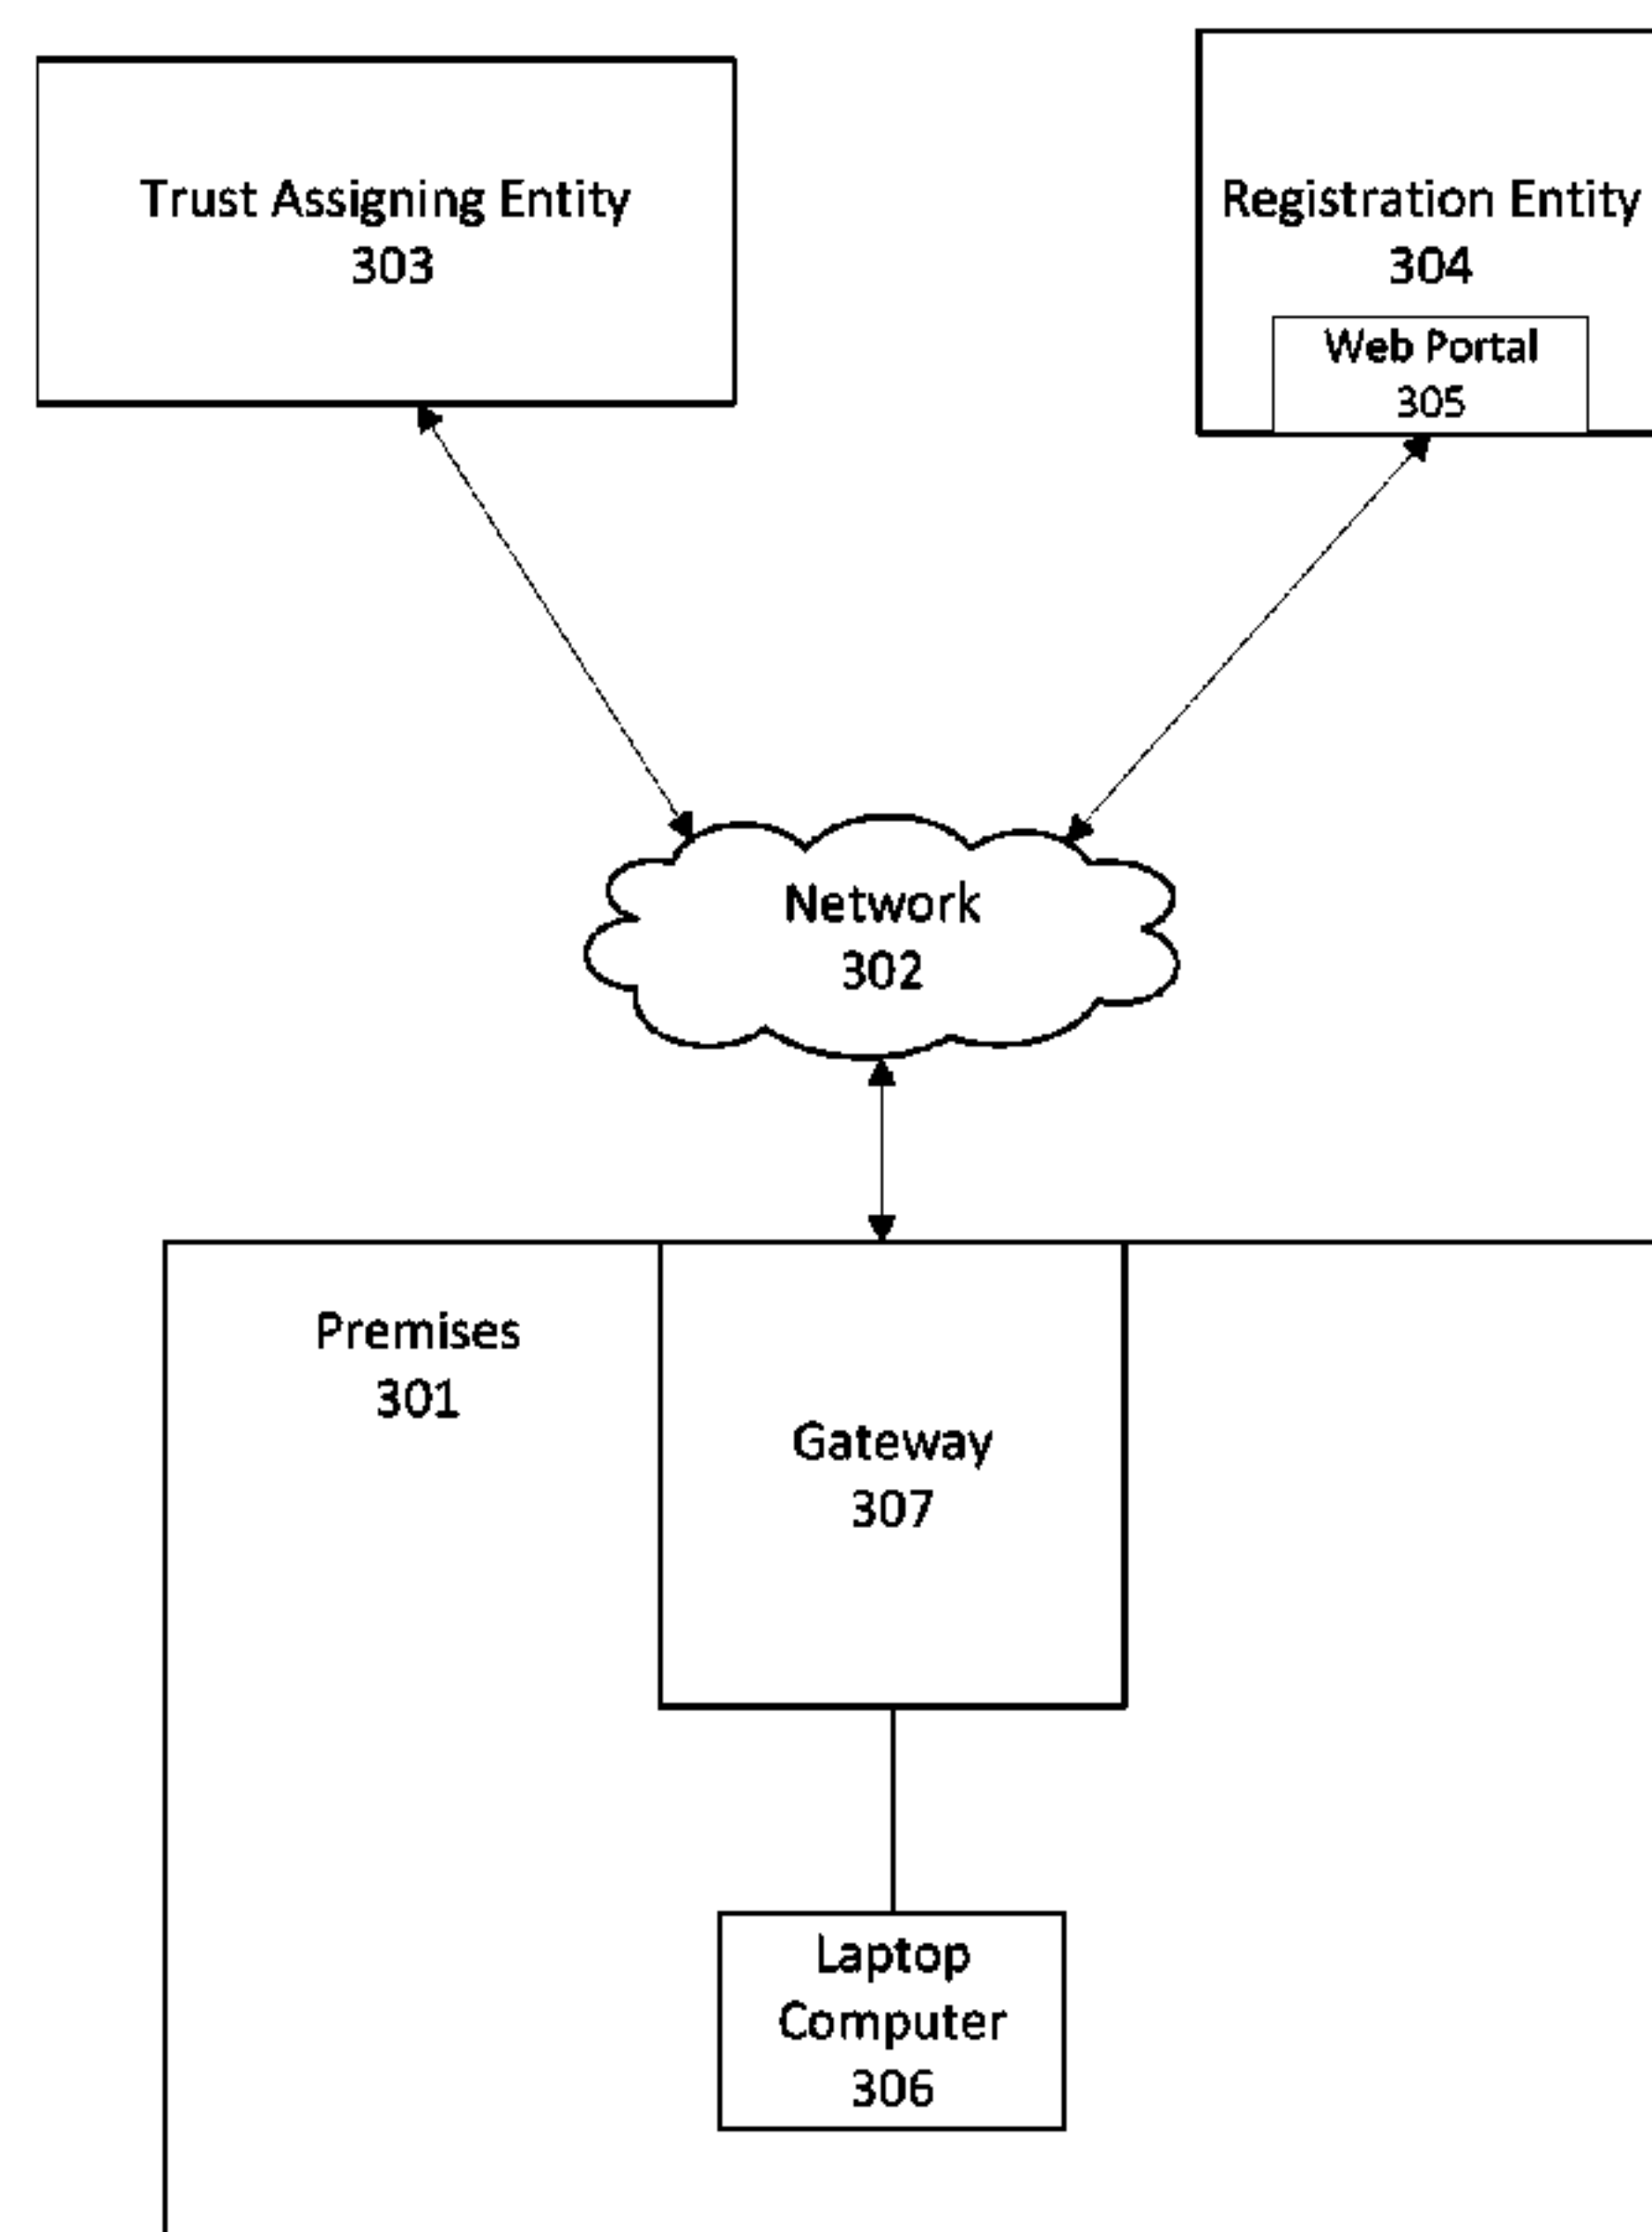 Trust Assigning Entity
303
Registration Entity
304
Web Portal
305
Network
302
Premises
301
Gateway
307
Laptop
Computer
306